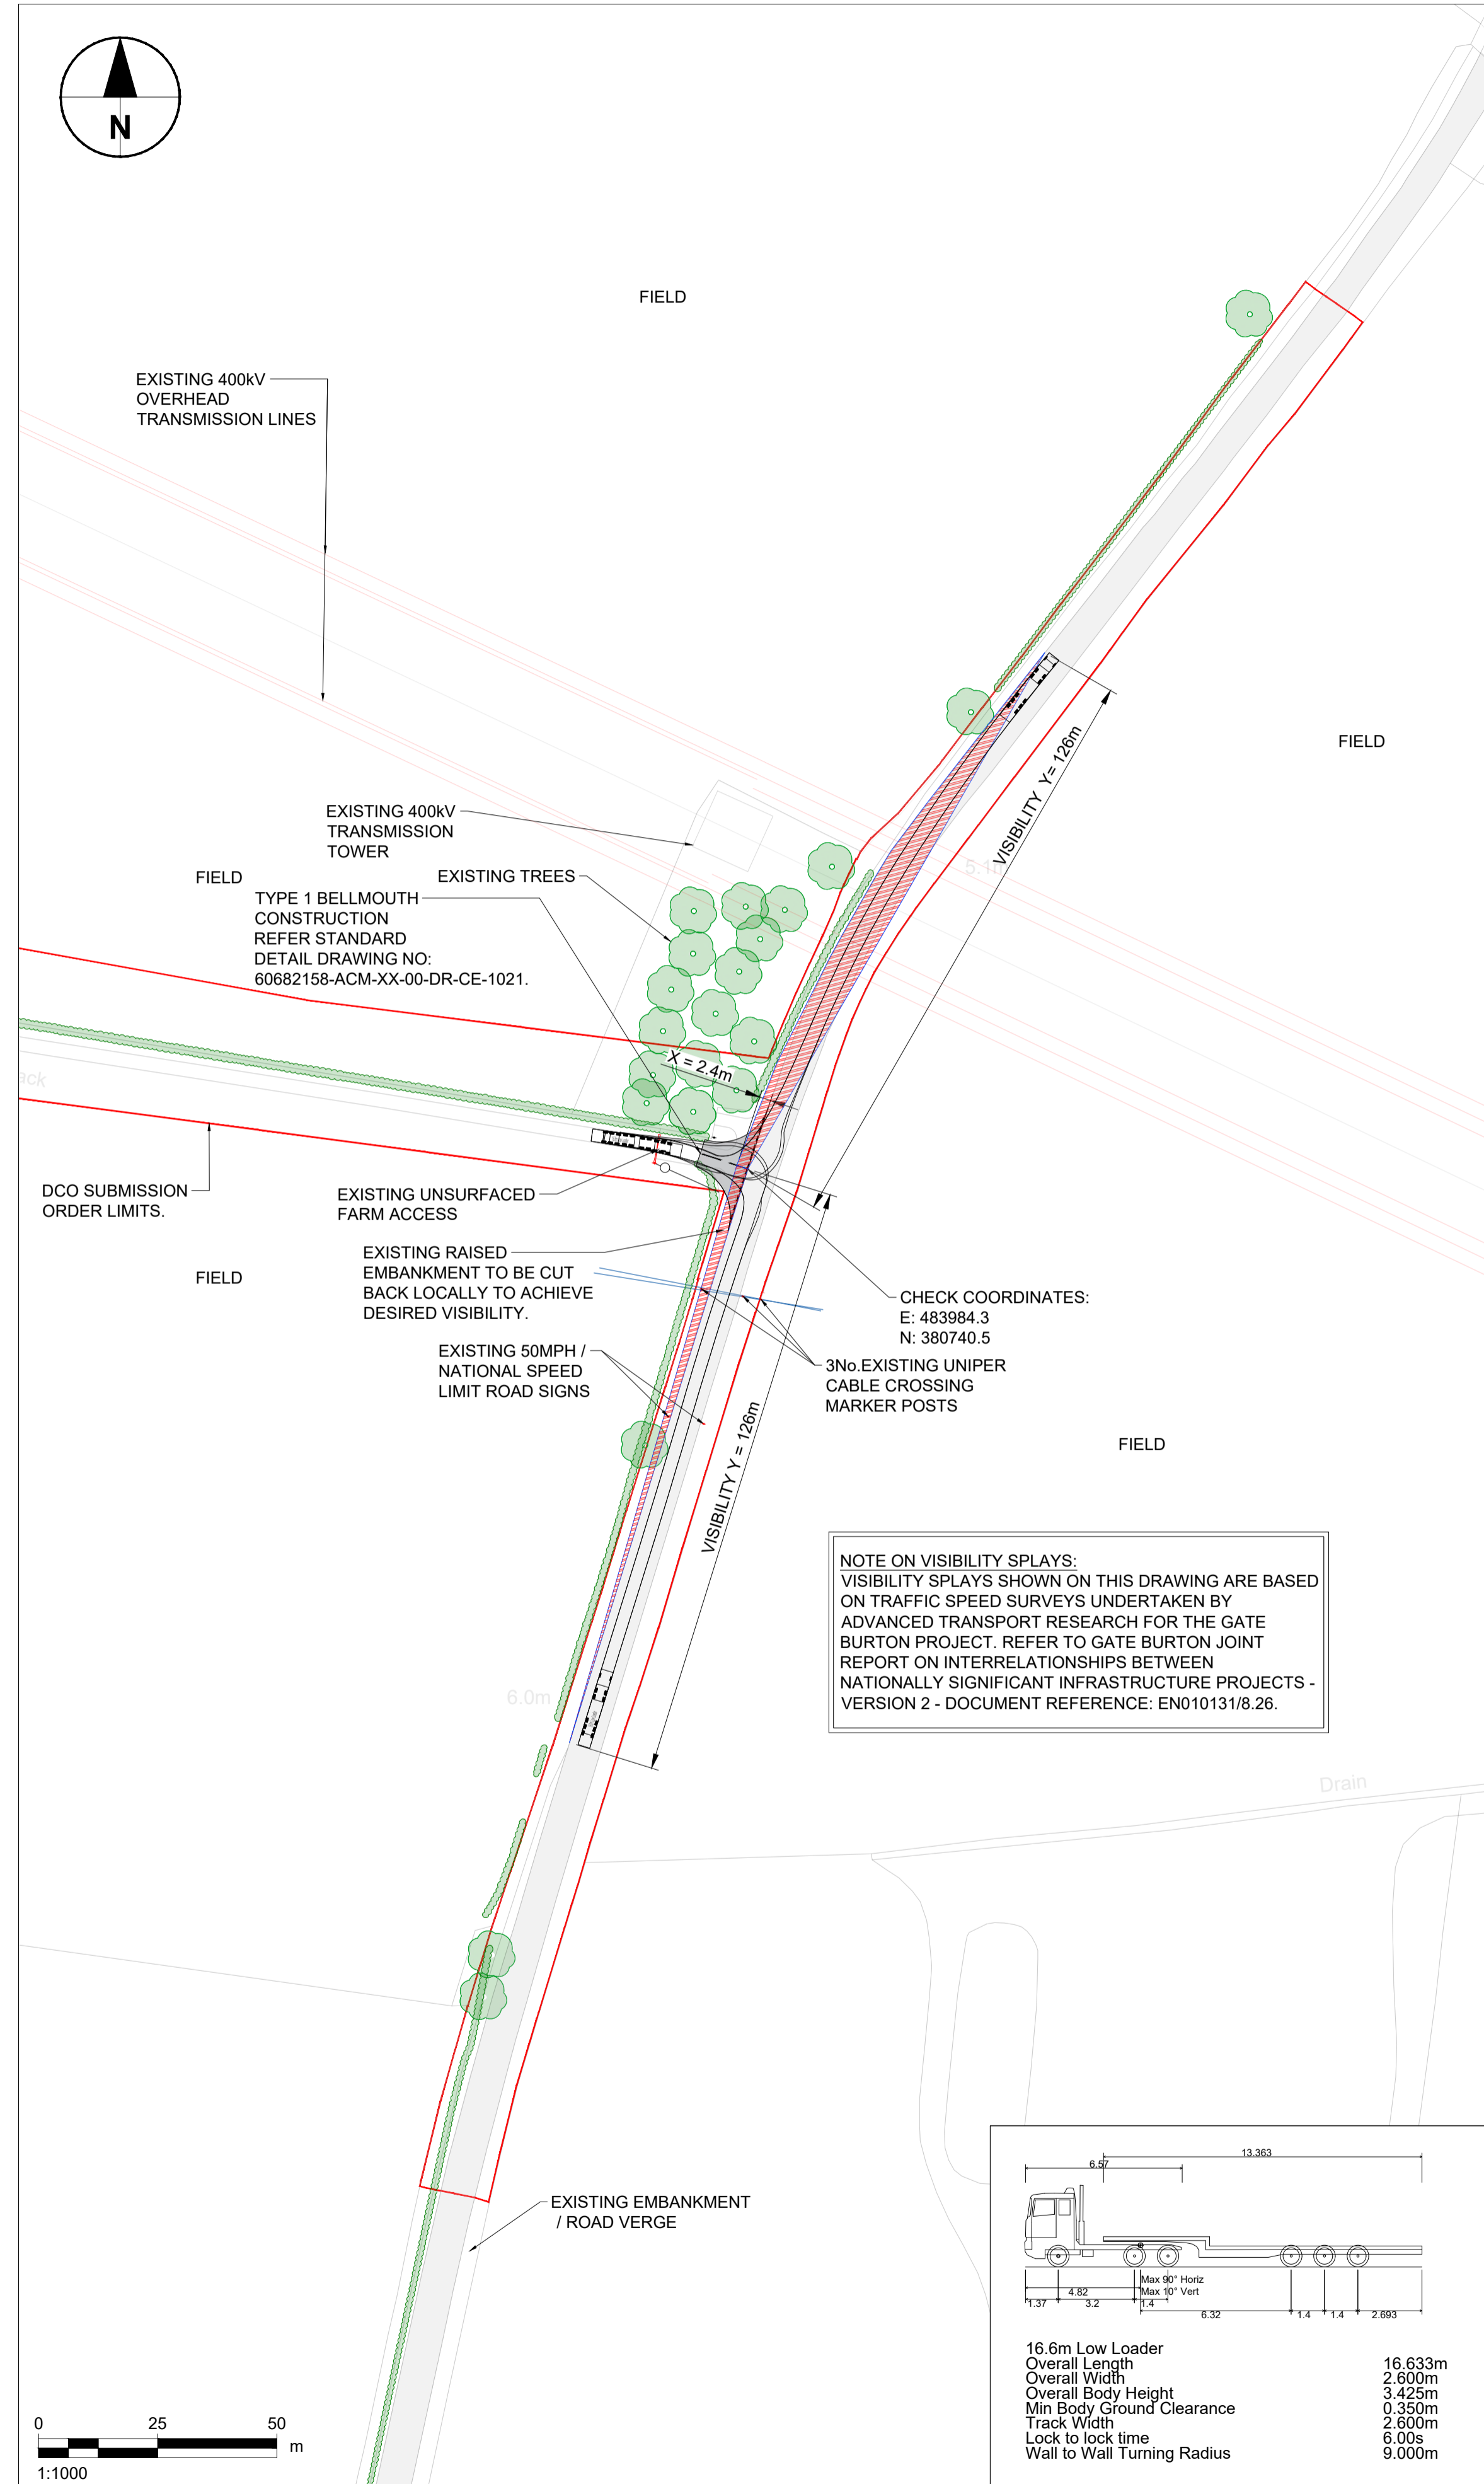 N
FIELD
EXISTING 400kV
OVERHEAD
TRANSMISSION LINES
FIELD
VISIBILITY Y= 126m
EXISTING 400kV
TRANSMISSION
TOWER
5.1m
FIELD
EXISTING TREES
TYPE 1 BELLMOUTH
CONSTRUCTION
REFER STANDARD
DETAIL DRAWING NO:
60682158-ACM-XX-00-DR-CE-1021.
X = 2.4m
ack
DCO SUBMISSION
ORDER LIMITS.
EXISTING UNSURFACED
FARM ACCESS
FIELD
EXISTING RAISED
EMBANKMENT TO BE CUT
BACK LOCALLY TO ACHIEVE
DESIRED VISIBILITY.
CHECK COORDINATES:
E: 483984.3
N: 380740.5
EXISTING 50MPH /
NATIONAL SPEED
LIMIT ROAD SIGNS
3No.EXISTING UNIPER
CABLE CROSSING
MARKER POSTS
VISIBILITY Y = 126m
FIELD
NOTE ON VISIBILITY SPLAYS:
VISIBILITY SPLAYS SHOWN ON THIS DRAWING ARE BASED
ON TRAFFIC SPEED SURVEYS UNDERTAKEN BY
ADVANCED TRANSPORT RESEARCH FOR THE GATE
BURTON PROJECT. REFER TO GATE BURTON JOINT
REPORT ON INTERRELATIONSHIPS BETWEEN
NATIONALLY SIGNIFICANT INFRASTRUCTURE PROJECTS -
VERSION 2 - DOCUMENT REFERENCE: EN010131/8.26.
6.0m
Drain
EXISTING EMBANKMENT
/ ROAD VERGE
13.363
6.57
Max 90° Horiz
Max 10° Vert
4.82
1.37
3.2
1.4
6.32
1.4
1.4
2.693
16.6m Low Loader
Overall Length 16.633m
Overall Width 2.600m
Overall Body Height 3.425m
Min Body Ground Clearance 0.350m
Track Width 2.600m
Lock to lock time 6.00s
Wall to Wall Turning Radius 9.000m
0 25 50
m
1:1000